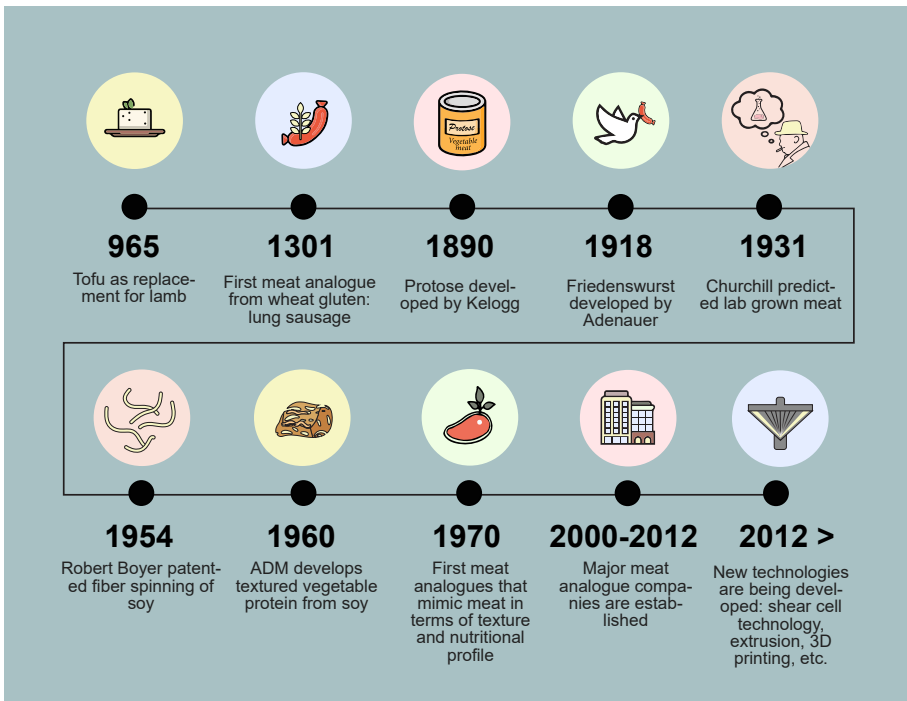 Protose
Vegetable
meat
965
Tofu as replace-
ment for lamb
1301
First meat analogue
from wheat gluten:
lung sausage
1890
Protose devel-
oped by Kelogg
1918
Friedenswurst
developed by
Adenauer
1931
Churchill predict-
ed lab grown meat
1954
Robert Boyer patent-
ed fiber spinning of
soy
1960
ADM develops
textured vegetable
protein from soy
1970
First meat
analogues that
mimic meat in
terms of texture
and nutritional
profile
2000-2012
Major meat
analogue compa-
nies are estab-
lished
2012 >
New technologies
are being devel-
oped: shear cell
technology,
extrusion, 3D
printing, etc.